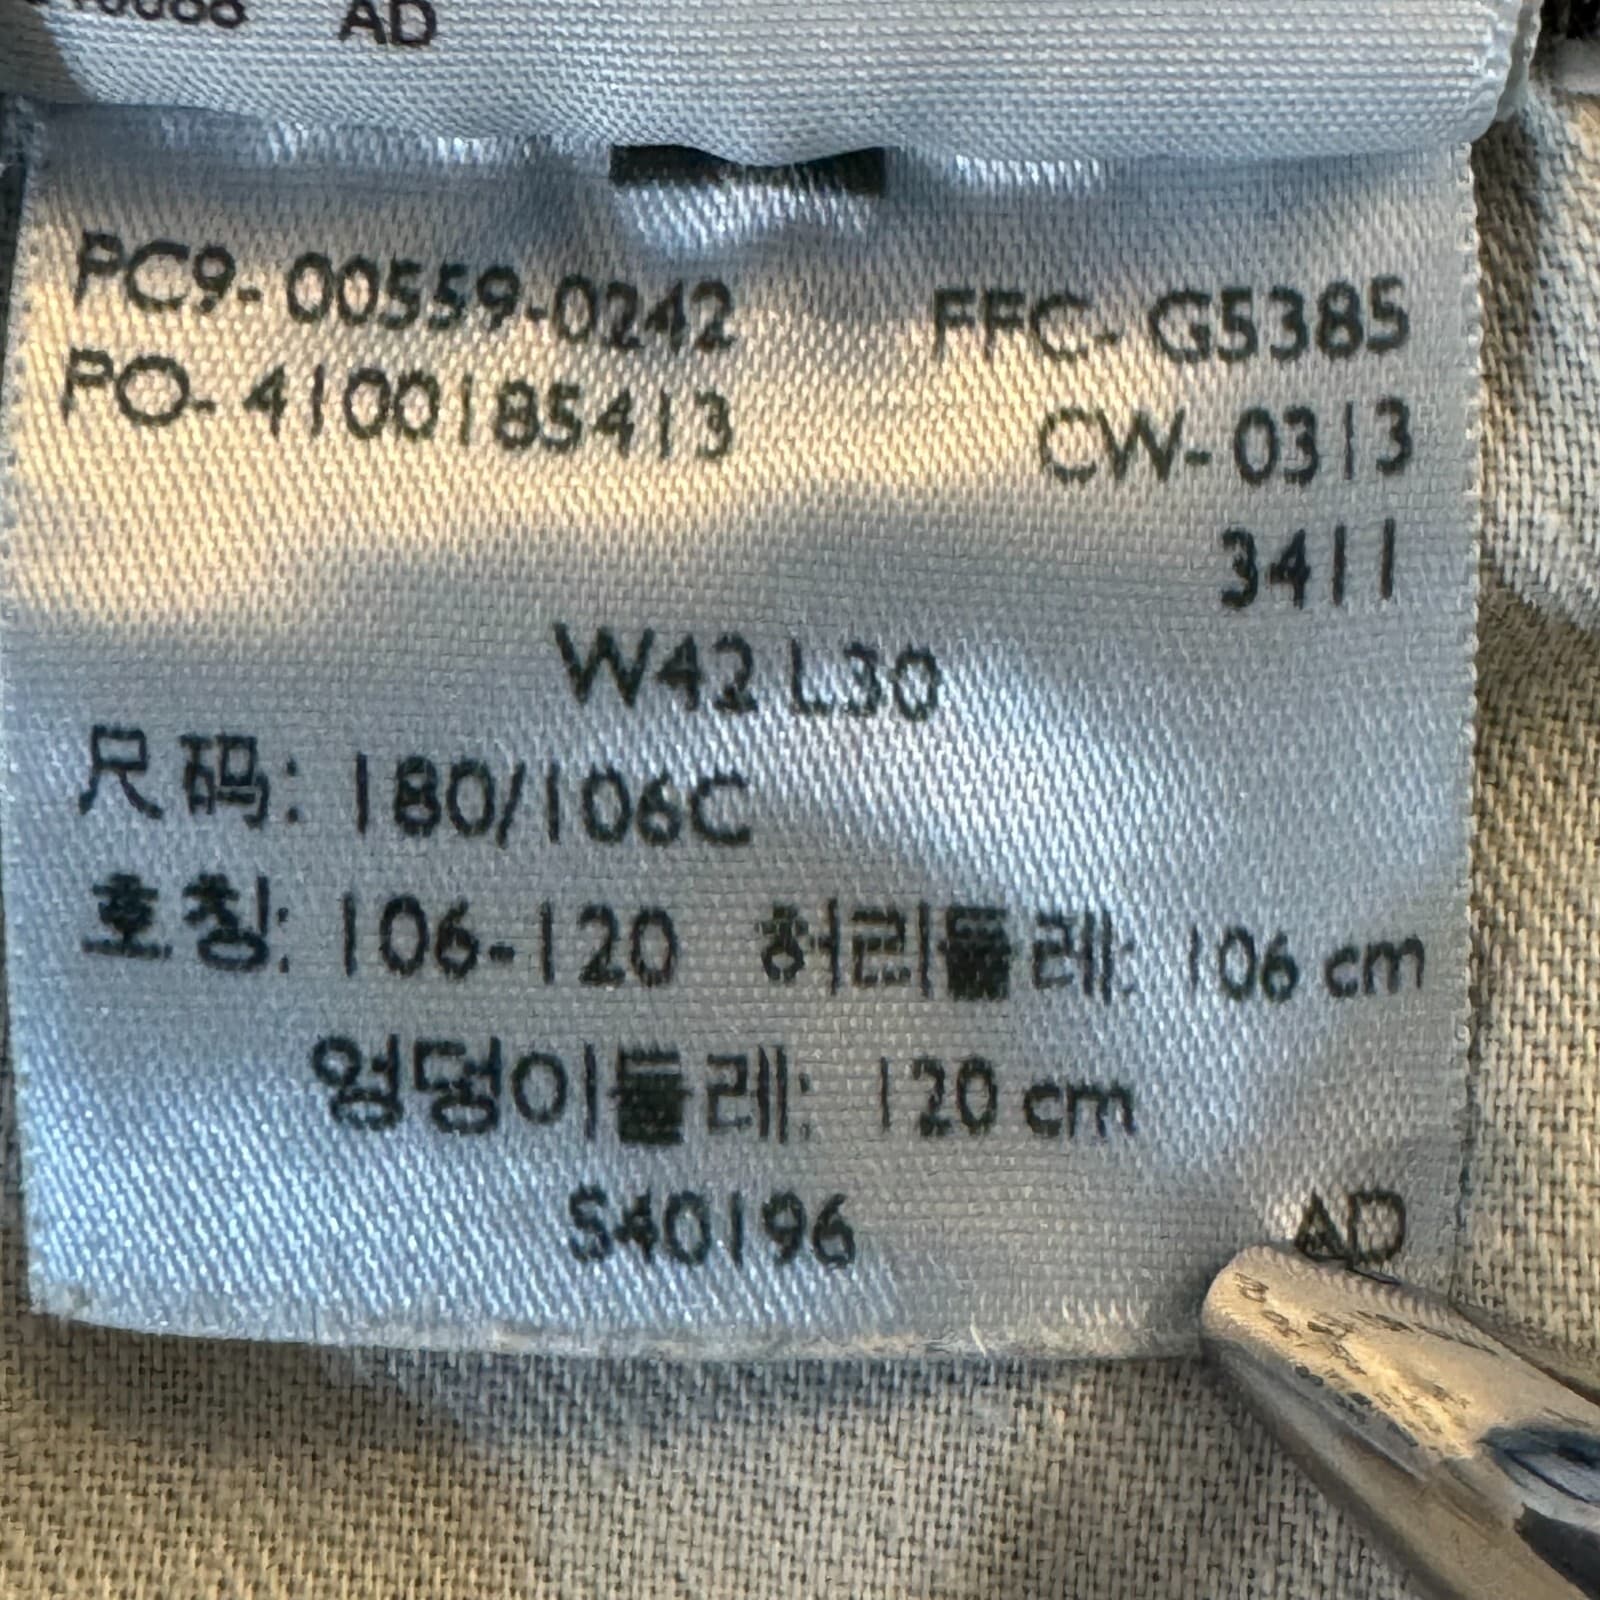 AD
PC9-00559-0242 FFC-G5385
PO-4100185413 CW-0313
3411
W42 L30
尺码: 180/106C
호칭: 106-120 허리둘레: 106 cm
엉덩이둘레: 120 cm
S40196 AD